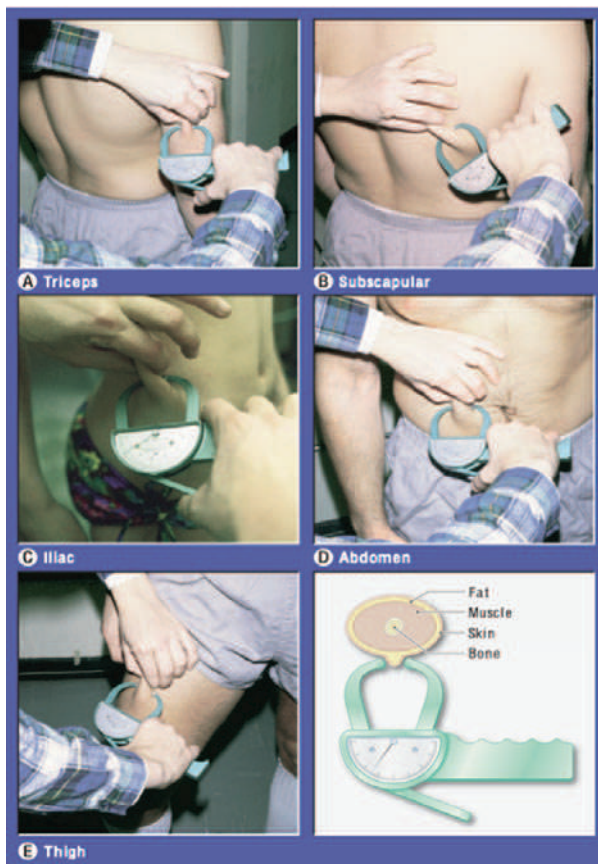 A Triceps
B Subscapular
C Iliac
D Abdomen
Fat
Muscle
Skin
Bone
E Thigh